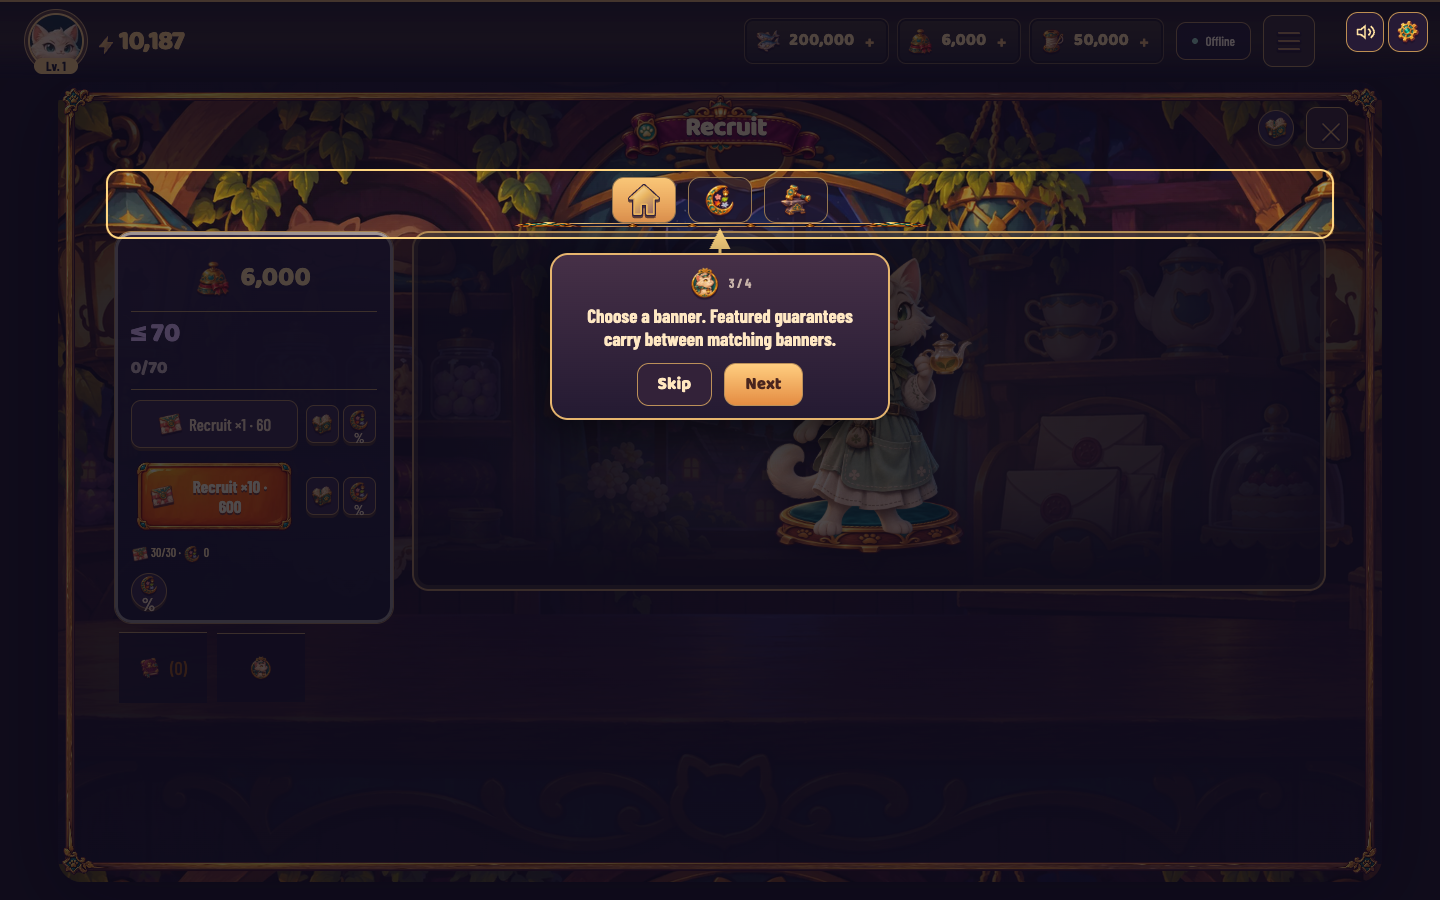 10,187
200,000 +
6,000 +
50,000 +
Offline
Lv. 1
Recruit
6,000
≤ 70
0/70
3 / 4
Choose a banner. Featured guarantees
carry between matching banners.
Skip
Next
Recruit ×1 · 60
%
Recruit ×10 ·
600
%
30/30 · 0
%
(0)